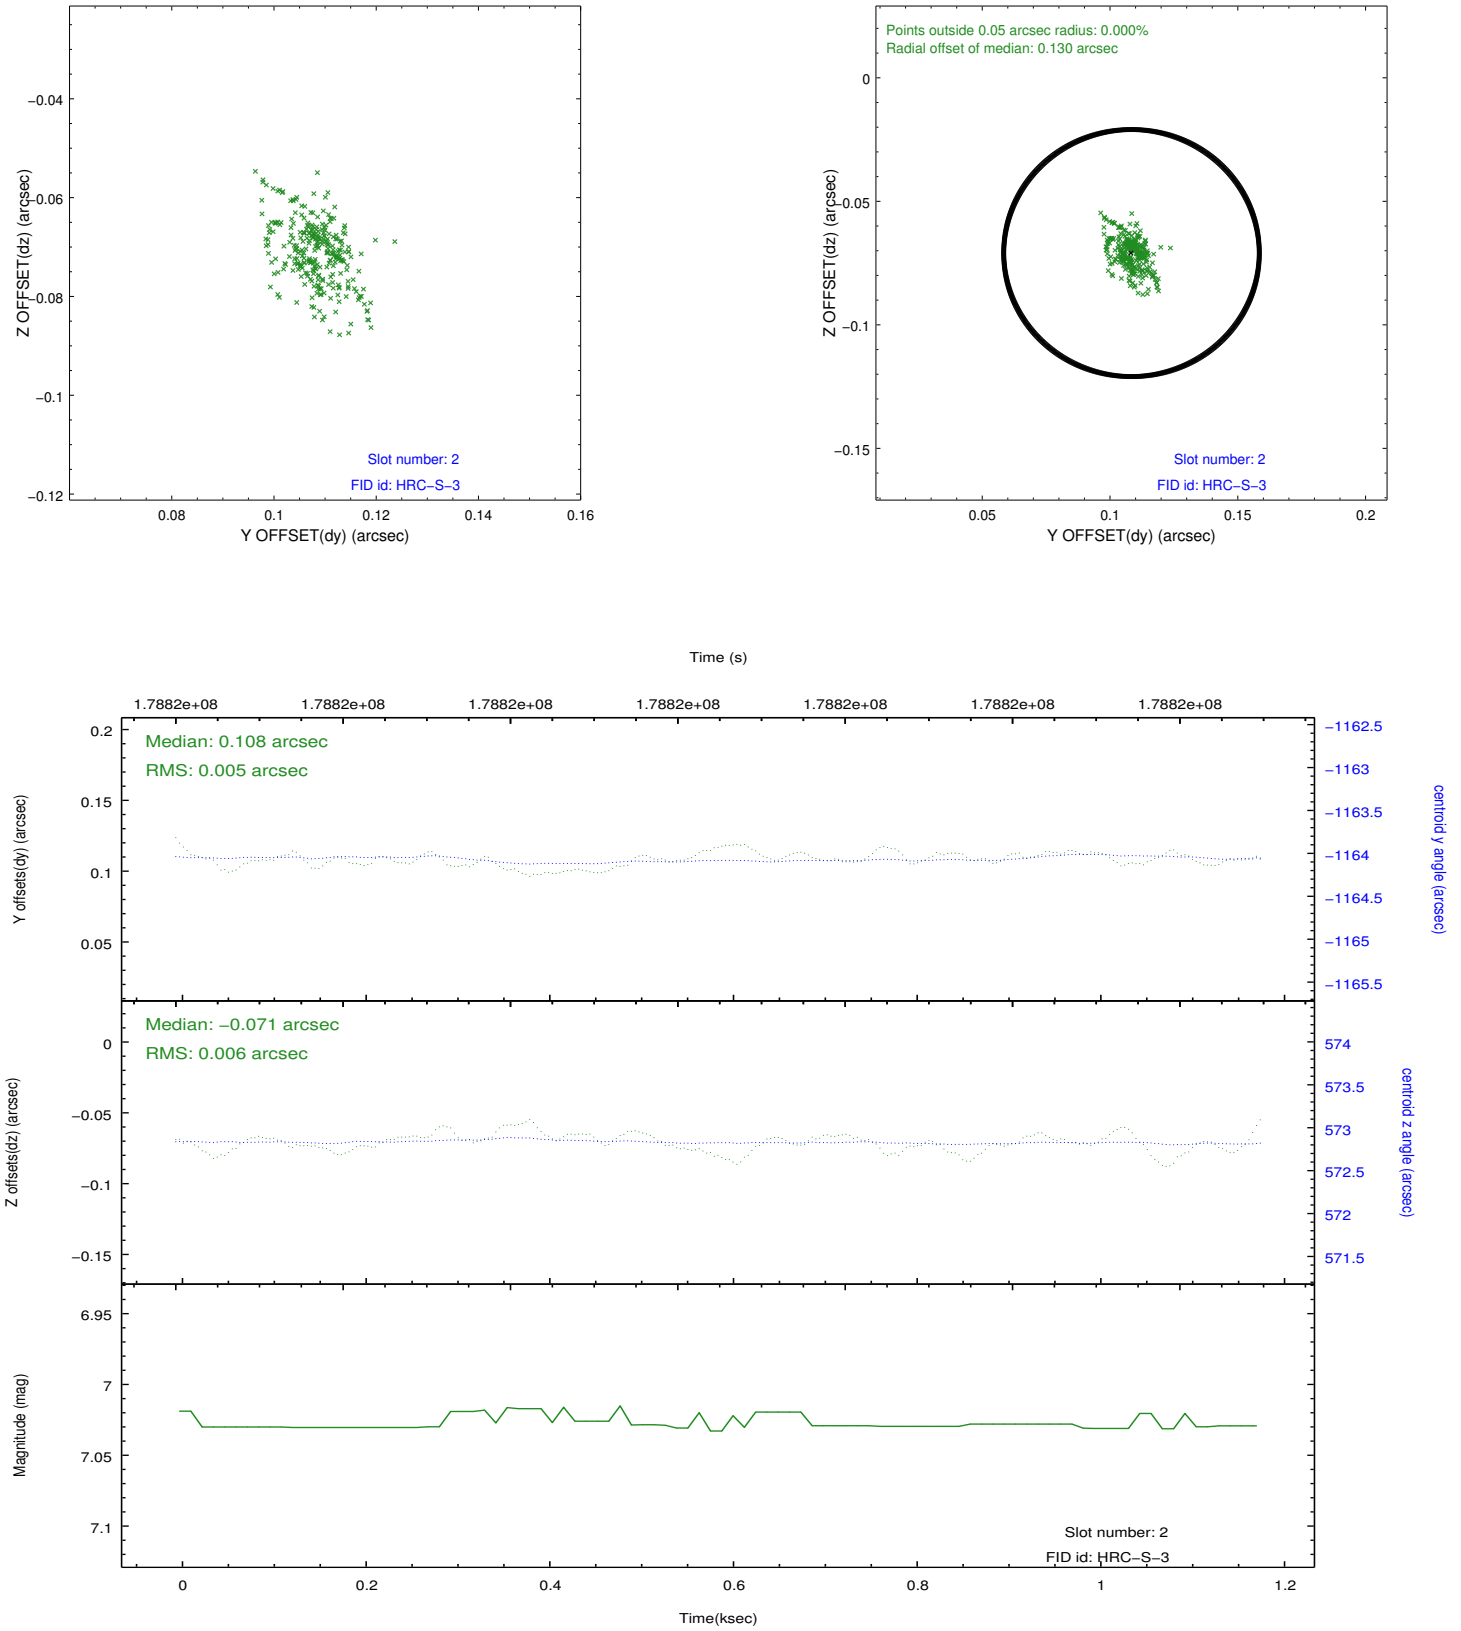 −0.04
−0.06
−0.08
−0.1
−0.12
Z OFFSET(dz) (arcsec)
Slot number: 2
FID id: HRC−S−3
0.08
0.1
0.12
0.14
0.16
Y OFFSET(dy) (arcsec)
Points outside 0.05 arcsec radius: 0.000%
Radial offset of median: 0.130 arcsec
0
−0.05
−0.1
−0.15
Z OFFSET(dz) (arcsec)
Slot number: 2
FID id: HRC−S−3
0.05
0.1
0.15
0.2
Y OFFSET(dy) (arcsec)
Time (s)
1.7882e+08
1.7882e+08
1.7882e+08
1.7882e+08
1.7882e+08
1.7882e+08
1.7882e+08
Median: 0.108 arcsec
RMS: 0.005 arcsec
0.2
0.15
0.1
0.05
Y offsets(dy) (arcsec)
−1162.5
−1163
−1163.5
−1164
−1164.5
−1165
−1165.5
centroid y angle (arcsec)
Median: −0.071 arcsec
RMS: 0.006 arcsec
0
−0.05
−0.1
−0.15
Z offsets(dz) (arcsec)
574
573.5
573
572.5
572
571.5
centroid z angle (arcsec)
6.95
7
7.05
7.1
Magnitude (mag)
Slot number: 2
FID id: HRC−S−3
0
0.2
0.4
0.6
0.8
1
1.2
Time(ksec)